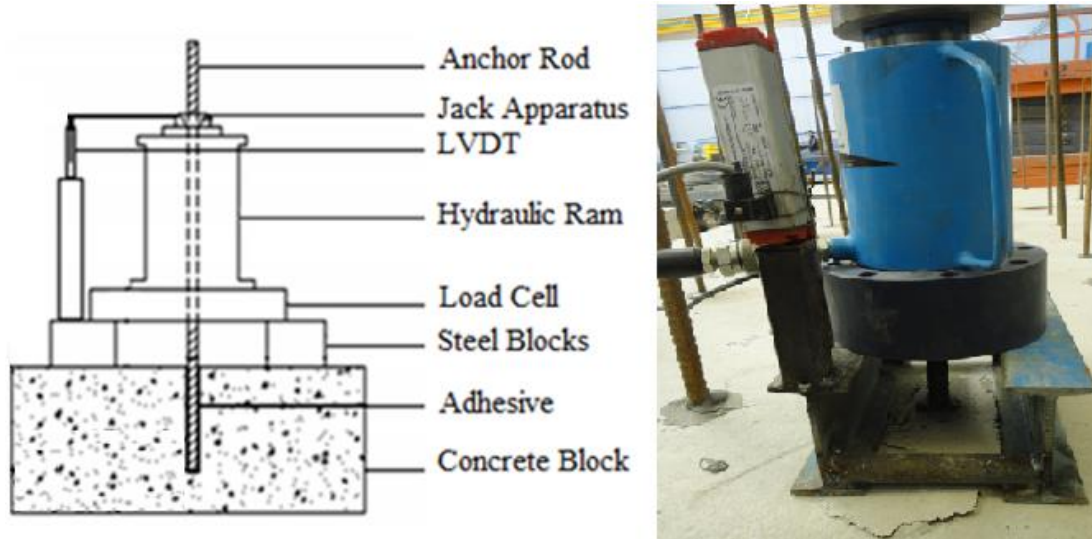 Anchor Rod
Jack Apparatus
LVDT
Hydraulic Ram
Load Cell
Steel Blocks
Adhesive
Concrete Block